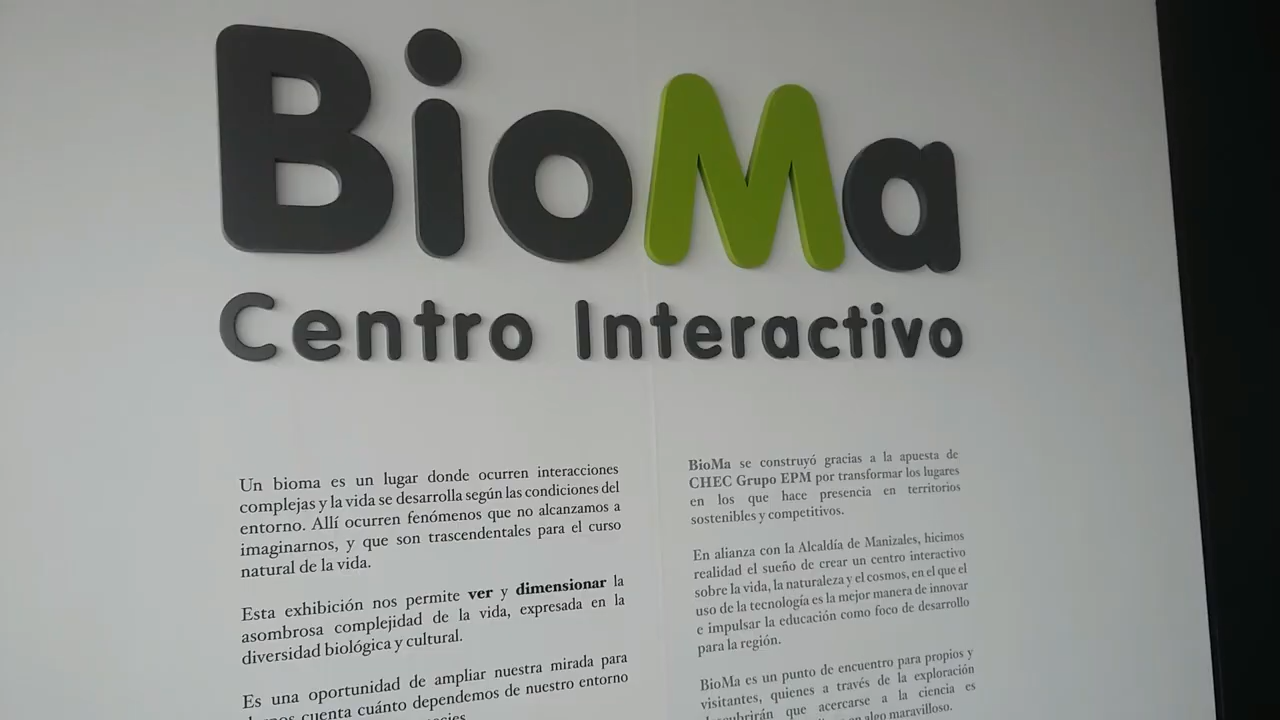 BioMa
Centro Interactivo
Un bioma es un lugar donde ocurren interacciones
complejas y la vida se desarrolla según las condiciones del
entorno. Allí ocurren fenómenos que no alcanzamos a
imaginarnos, y que son trascendentales para el curso
natural de la vida.
Esta exhibición nos permite ver y dimensionar la
asombrosa complejidad de la vida, expresada en la
diversidad biológica y cultural.
Es una oportunidad de ampliar nuestra mirada para
cuenta cuánto dependemos de nuestro entorno
BioMa se construyó gracias a la apuesta de
CHEC Grupo EPM por transformar los lugares
en los que hace presencia en territorios
sostenibles y competitivos.
En alianza con la Alcaldía de Manizales, hicimos
realidad el sueño de crear un centro interactivo
sobre la vida, la naturaleza y el cosmos, en el que el
uso de la tecnología es la mejor manera de innovar
e impulsar la educación como foco de desarrollo
para la región.
BioMa es un punto de encuentro para propios y
visitantes, quienes a través de la exploración
que acercarse a la ciencia es
algo maravilloso.